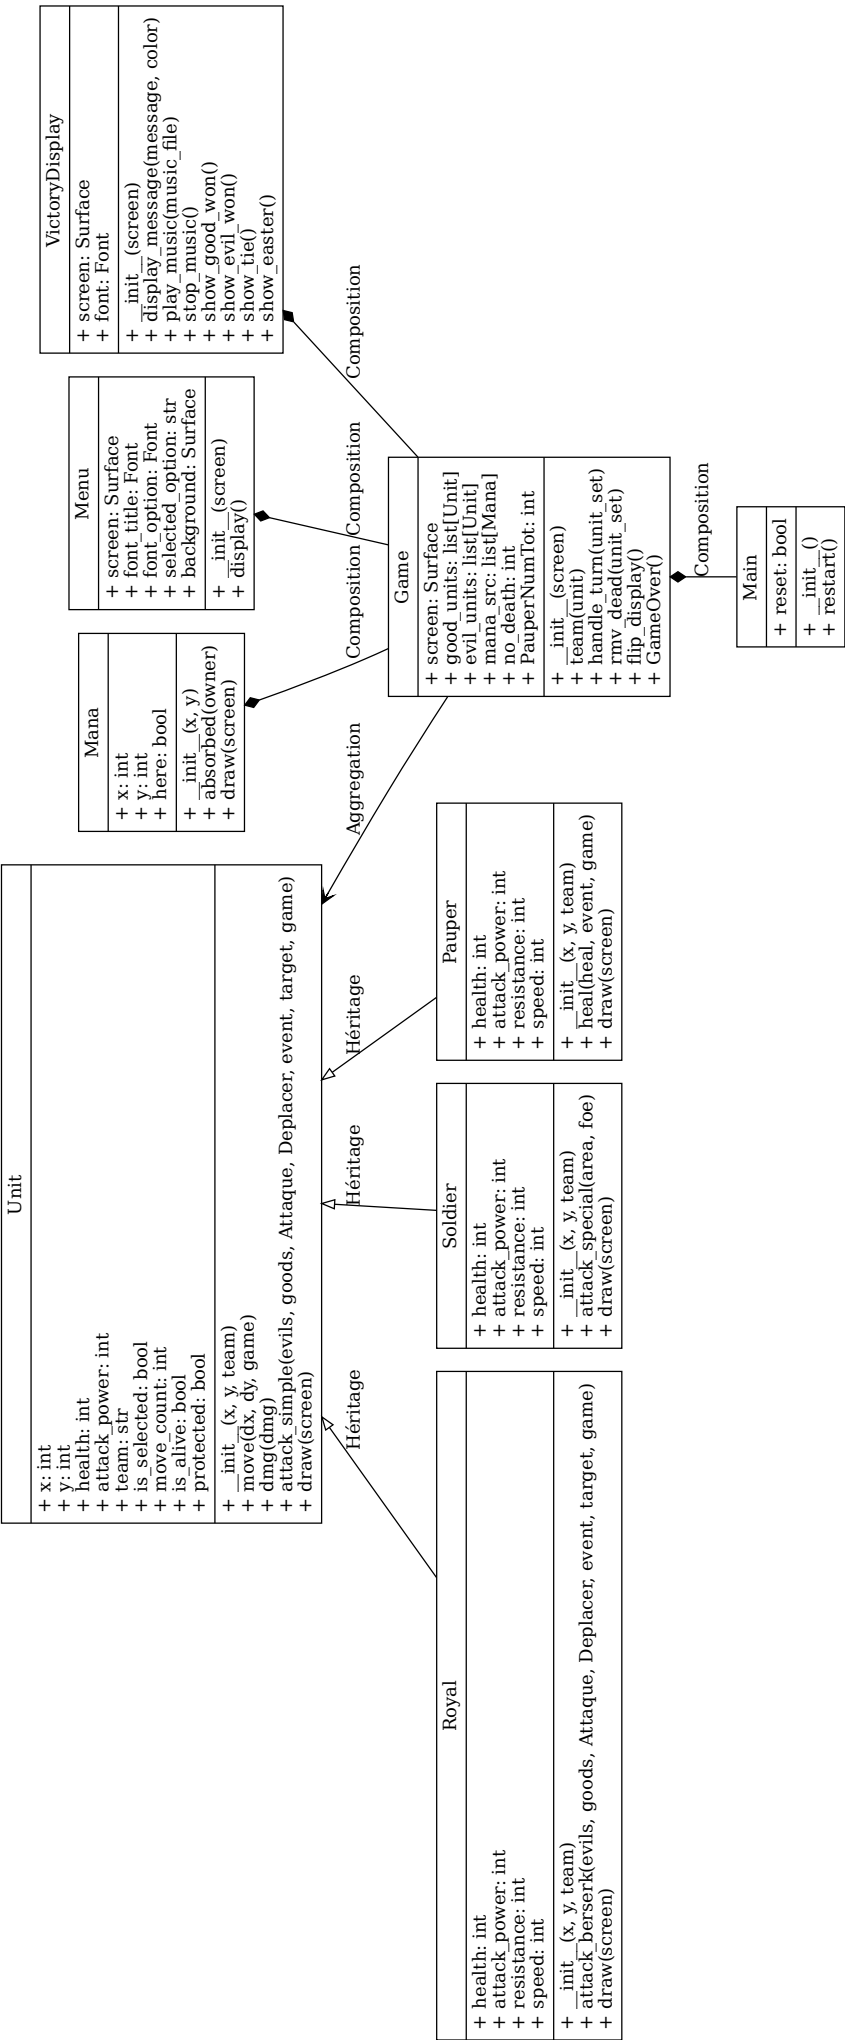 VictoryDisplay
+ screen: Surface
+ font: Font
+ __init__(screen)
+ display_message(message, color)
+ play_music(music_file)
+ stop_music()
+ show_good_won()
+ show_evil_won()
+ show_tie()
+ show_easter()
Menu
+ screen: Surface
+ font_title: Font
+ font_option: Font
+ selected_option: str
+ background: Surface
+ __init__(screen)
+ display()
Mana
+ x: int
+ y: int
+ here: bool
+ __init__(x, y)
+ absorbed(owner)
+ draw(screen)
Unit
+ x: int
+ y: int
+ health: int
+ attack_power: int
+ team: str
+ is_selected: bool
+ move_count: int
+ is_alive: bool
+ protected: bool
+ __init__(x, y, team)
+ move(dx, dy, game)
+ dmg(dmg)
+ attack_simple(evils, goods, Attaque, Deplacer, event, target, game)
+ draw(screen)
Composition
Composition
Composition
Aggregation
Héritage
Héritage
Héritage
Game
+ screen: Surface
+ good_units: list[Unit]
+ evil_units: list[Unit]
+ mana_src: list[Mana]
+ no_death: int
+ PauperNumTot: int
+ __init__(screen)
+ team(unit)
+ handle_turn(unit_set)
+ rmv_dead(unit_set)
+ flip_display()
+ GameOver()
Pauper
+ health: int
+ attack_power: int
+ resistance: int
+ speed: int
+ __init__(x, y, team)
+ heal(heal, event, game)
+ draw(screen)
Soldier
+ health: int
+ attack_power: int
+ resistance: int
+ speed: int
+ __init__(x, y, team)
+ attack_special(area, foe)
+ draw(screen)
Royal
+ health: int
+ attack_power: int
+ resistance: int
+ speed: int
+ __init__(x, y, team)
+ attack_berserk(evils, goods, Attaque, Deplacer, event, target, game)
+ draw(screen)
Composition
Main
+ reset: bool
+ __init__()
+ restart()